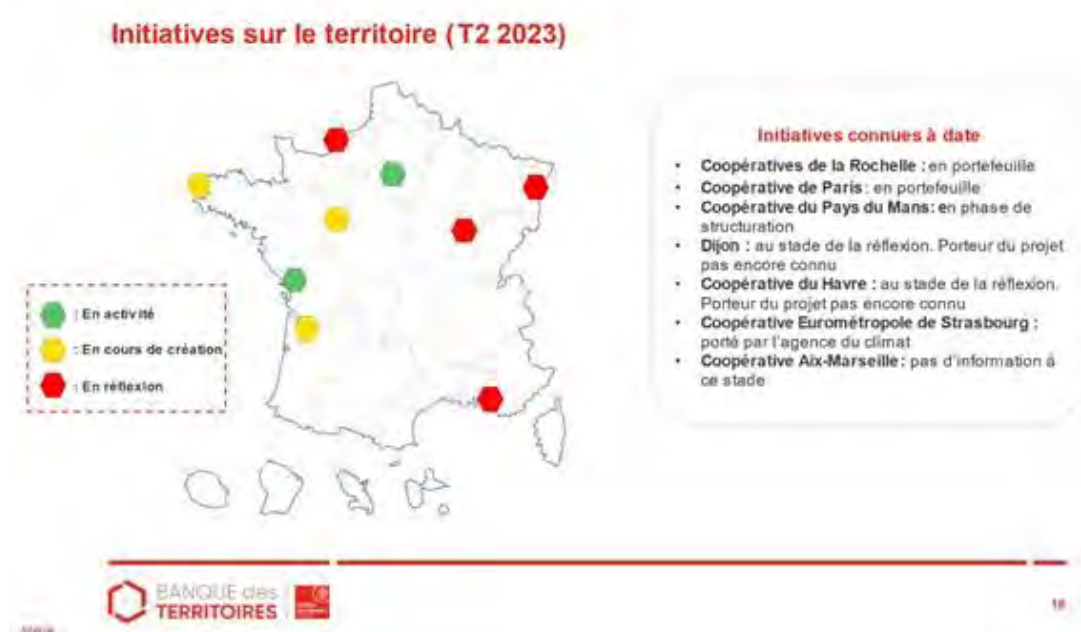 Initiatives sur le territoire (T2 2023)
: En activité
: En cours de création
: En réflexion
Initiatives connues à date
• Coopératives de la Rochelle : en portefeuille
• Coopérative de Paris : en portefeuille
• Coopérative du Pays du Mans: en phase de
structuration
• Dijon : au stade de la réflexion. Porteur du projet
pas encore connu
• Coopérative du Havre : au stade de la réflexion.
Porteur du projet pas encore connu
• Coopérative Eurométropole de Strasbourg :
porté par l'agence du climat
• Coopérative Aix-Marseille : pas d'information à
ce stade
BANQUE des
TERRITOIRES